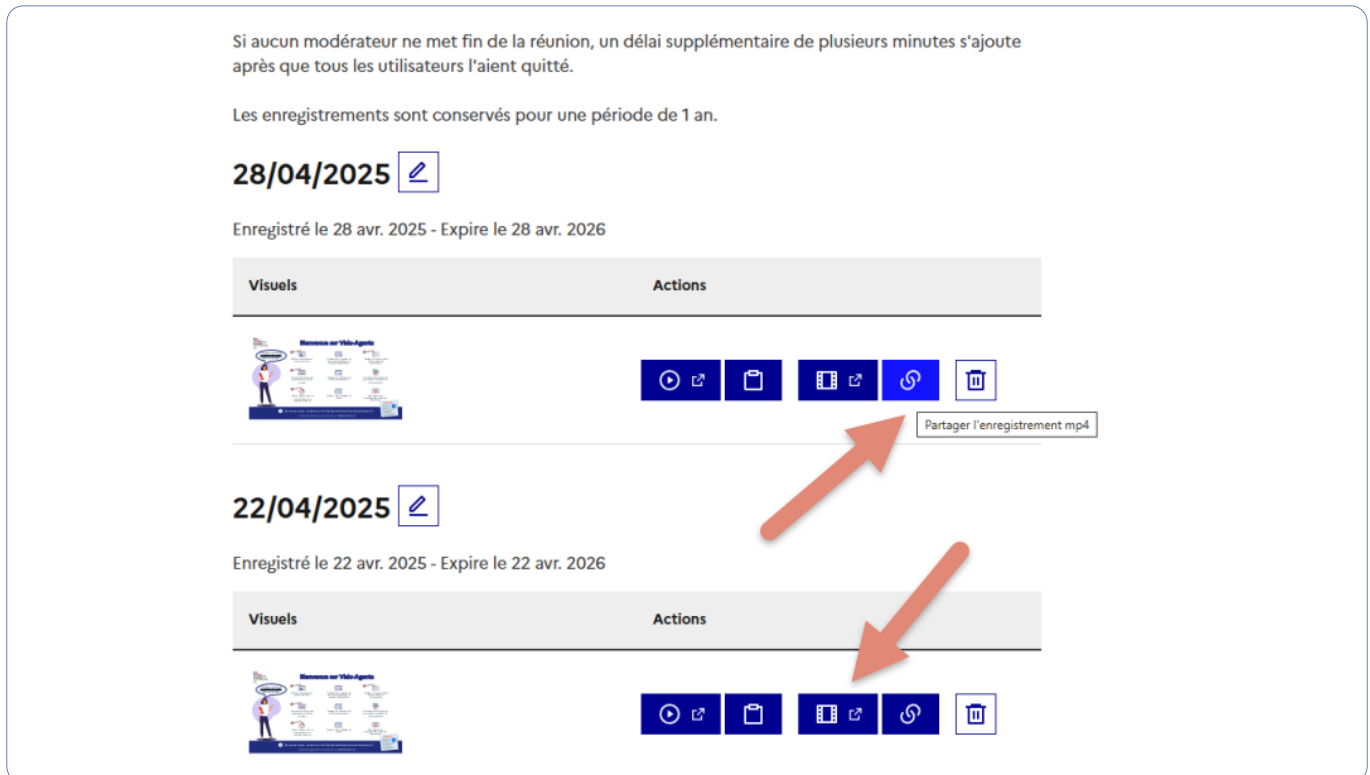 Si aucun modérateur ne met fin de la réunion, un délai supplémentaire de plusieurs minutes s'ajoute
après que tous les utilisateurs l'aient quitté.
Les enregistrements sont conservés pour une période de 1 an.
28/04/2025
Enregistré le 28 avr. 2025 - Expire le 28 avr. 2026
Visuels Actions
Bienvenue sur Visio-Agents
Partager l'enregistrement mp4
22/04/2025
Enregistré le 22 avr. 2025 - Expire le 22 avr. 2026
Visuels Actions
Bienvenue sur Visio-Agents